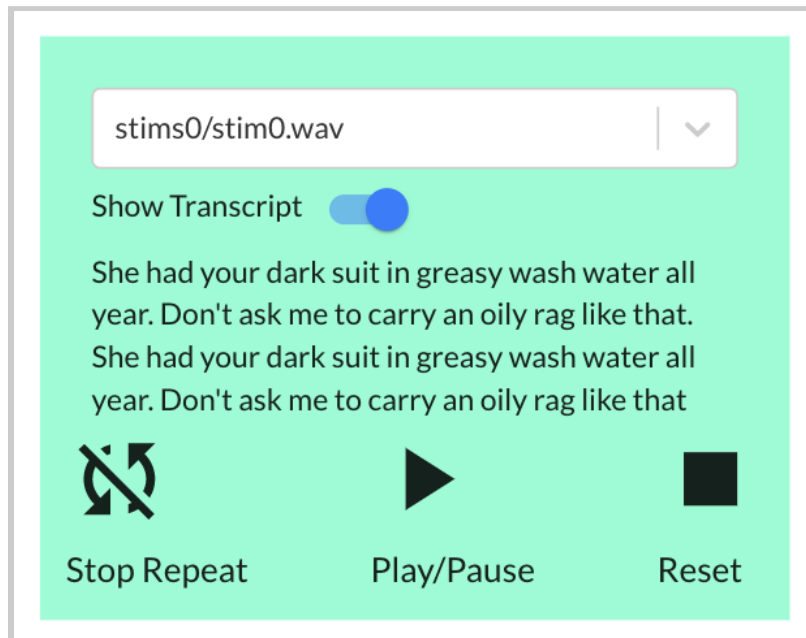 stims0/stim0.wav
Show Transcript
She had your dark suit in greasy wash water all
year. Don't ask me to carry an oily rag like that.
She had your dark suit in greasy wash water all
year. Don't ask me to carry an oily rag like that
Stop Repeat Play/Pause Reset